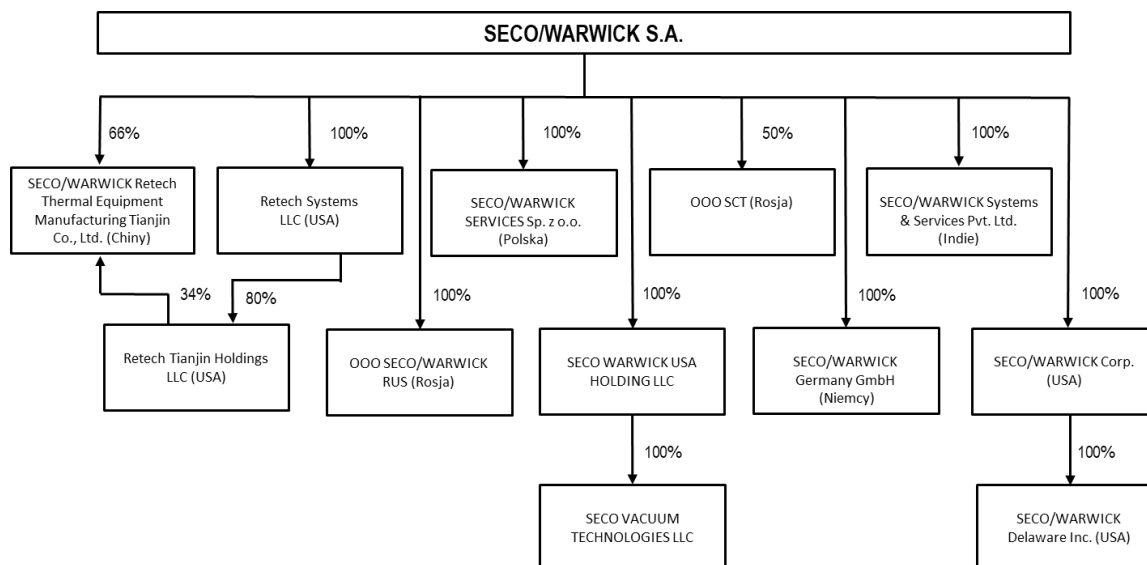 SECO/WARWICK S.A.
66%
100%
100%
50%
100%
SECO/WARWICK Retech
Thermal Equipment
Manufacturing Tianjin
Co., Ltd. (Chiny)
Retech Systems
LLC (USA)
SECO/WARWICK
SERVICES Sp. z o.o.
(Polska)
OOO SCT (Rosja)
SECO/WARWICK Systems
& Services Pvt. Ltd.
(Indie)
34%
80%
100%
100%
100%
100%
Retech Tianjin Holdings
LLC (USA)
OOO SECO/WARWICK
RUS (Rosja)
SECO WARWICK USA
HOLDING LLC
SECO/WARWICK
Germany GmbH
(Niemcy)
SECO/WARWICK Corp.
(USA)
100%
100%
SECO VACUUM
TECHNOLOGIES LLC
SECO/WARWICK
Delaware Inc. (USA)